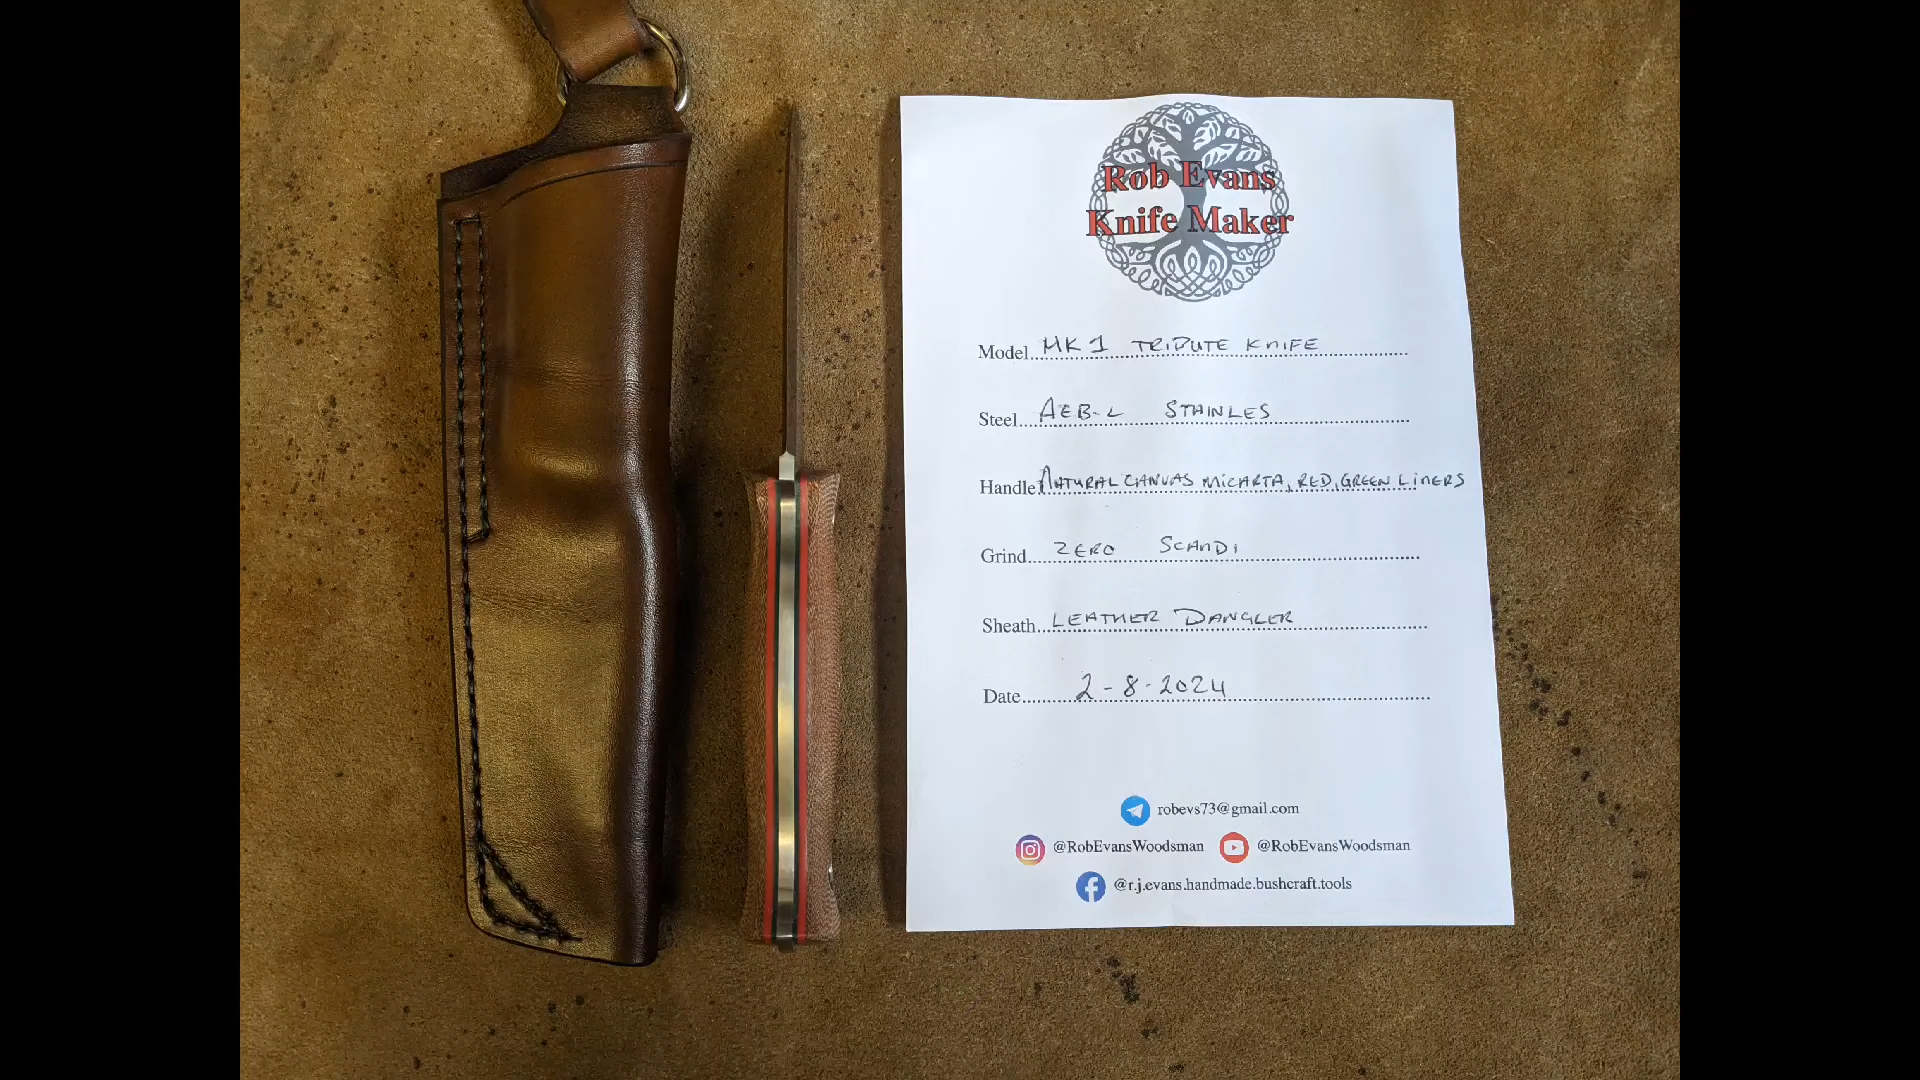 Rob Evans
Knife Maker
Model MK 1 TRIBUTE KNIFE
Steel AEB-L STAINLES
Handle NATURAL CANVAS MICARTA, RED, GREEN LINERS
Grind ZERO SCANDI
Sheath LEATHER DANGLER
Date 2-8-2024
robevs73@gmail.com
@RobEvansWoodsman @RobEvansWoodsman
@r.j.evans.handmade.bushcraft.tools